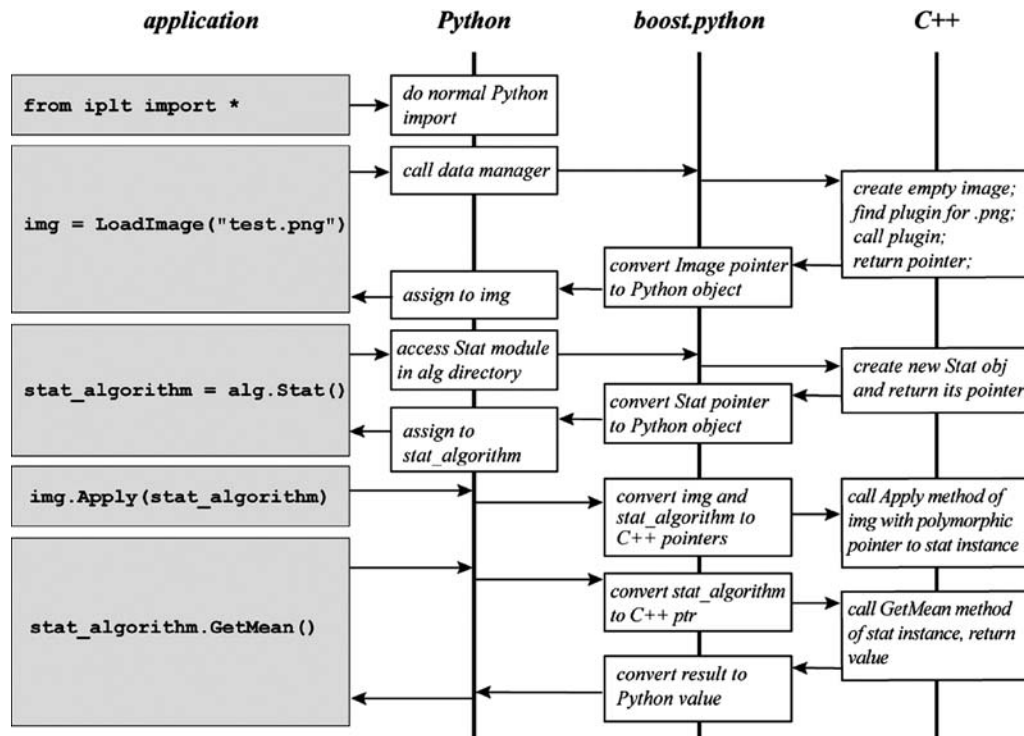 application
Python
boost.python
C++
from iplt import *
do normal Python
import
img = LoadImage("test.png")
call data manager
create empty image;
find plugin for .png;
call plugin;
return pointer;
convert Image pointer
to Python object
assign to img
stat_algorithm = alg.Stat()
access Stat module
in alg directory
create new Stat obj
and return its pointer
convert Stat pointer
to Python object
assign to
stat_algorithm
img.Apply(stat_algorithm)
convert img and
stat_algorithm to
C++ pointers
call Apply method of
img with polymorphic
pointer to stat instance
stat_algorithm.GetMean()
convert stat_algorithm
to C++ ptr
call GetMean method
of stat instance, return
value
convert result to
Python value